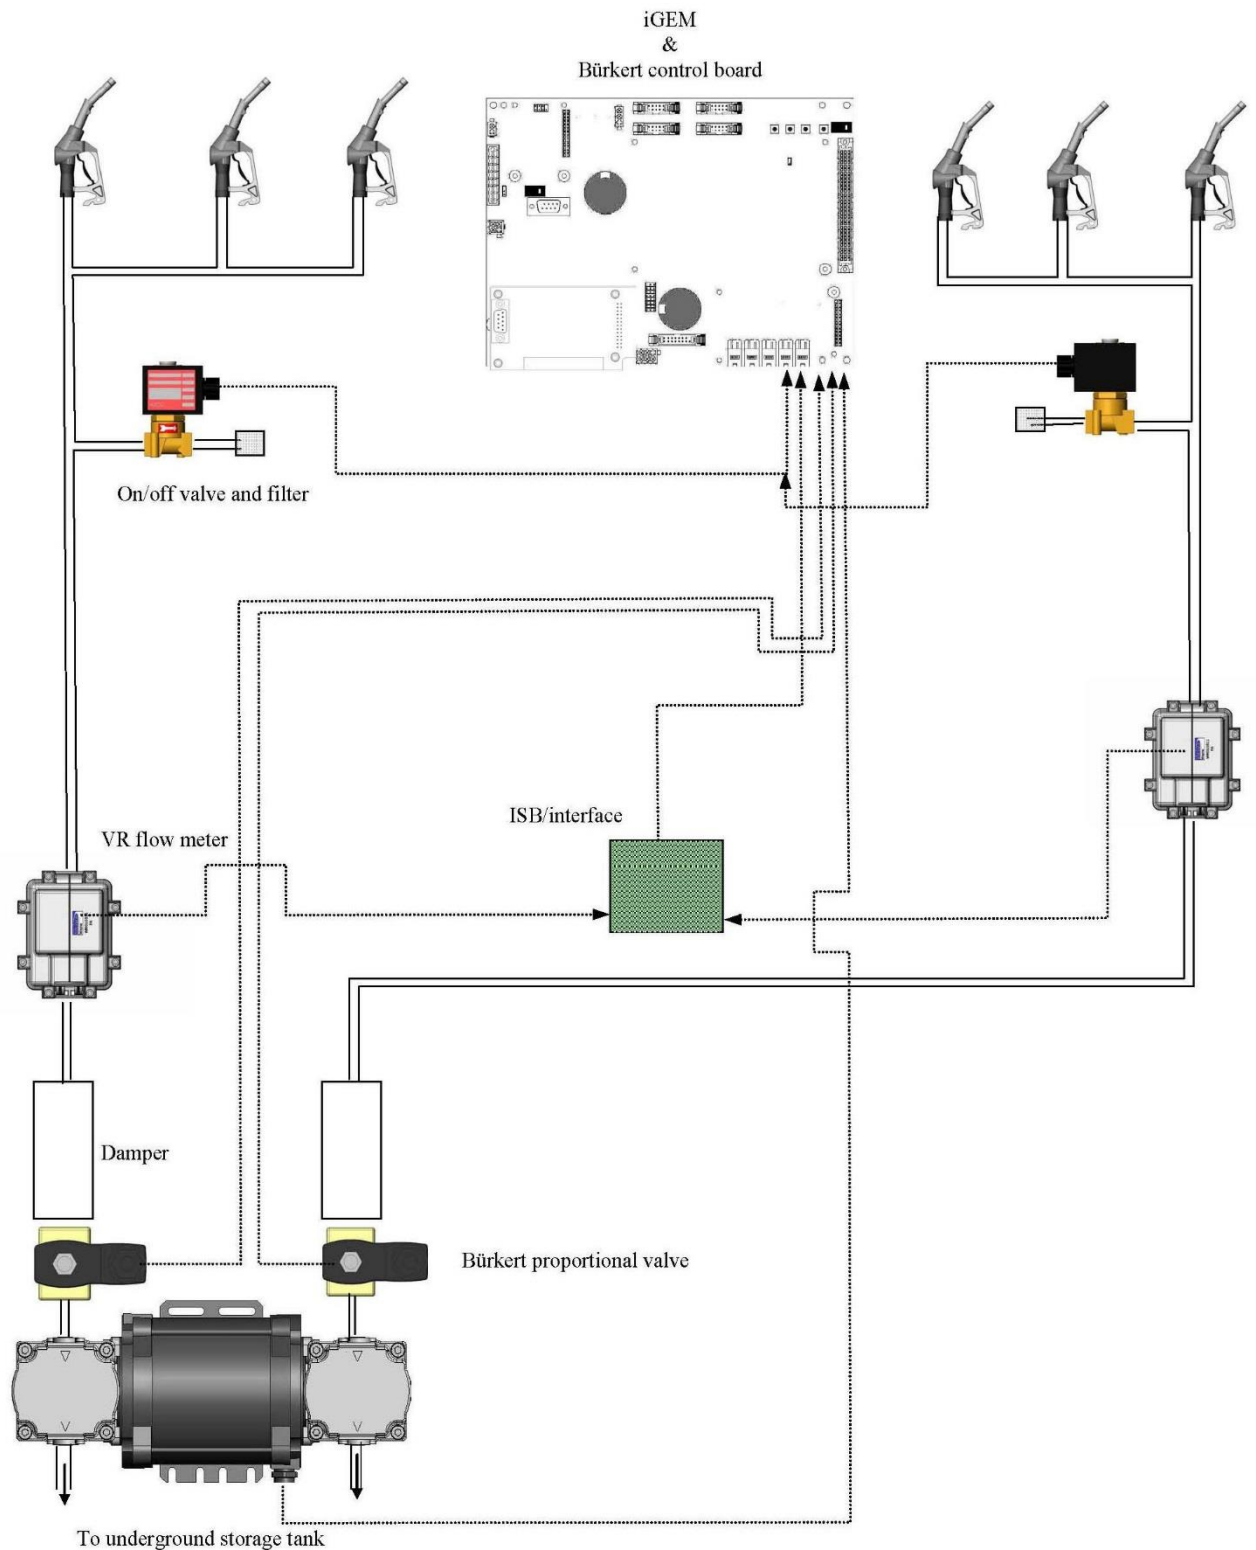 iGEM
&
Bürkert control board
On/off valve and filter
ISB/interface
VR flow meter
Damper
Bürkert proportional valve
To underground storage tank